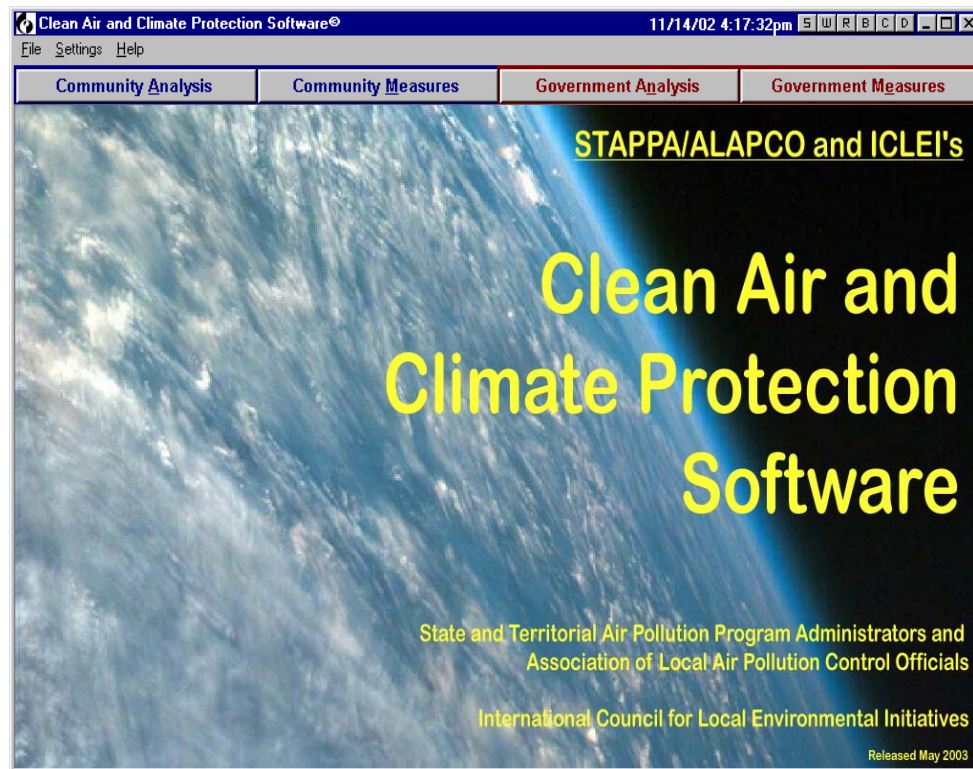 Clean Air and Climate Protection Software© 11/14/02 4:17:32pm S W R B C D
File Settings Help
Community Analysis Community Measures Government Analysis Government Measures
STAPPA/ALAPCO and ICLEI's
Clean Air and
Climate Protection
Software
State and Territorial Air Pollution Program Administrators and
Association of Local Air Pollution Control Officials
International Council for Local Environmental Initiatives
Released May 2003